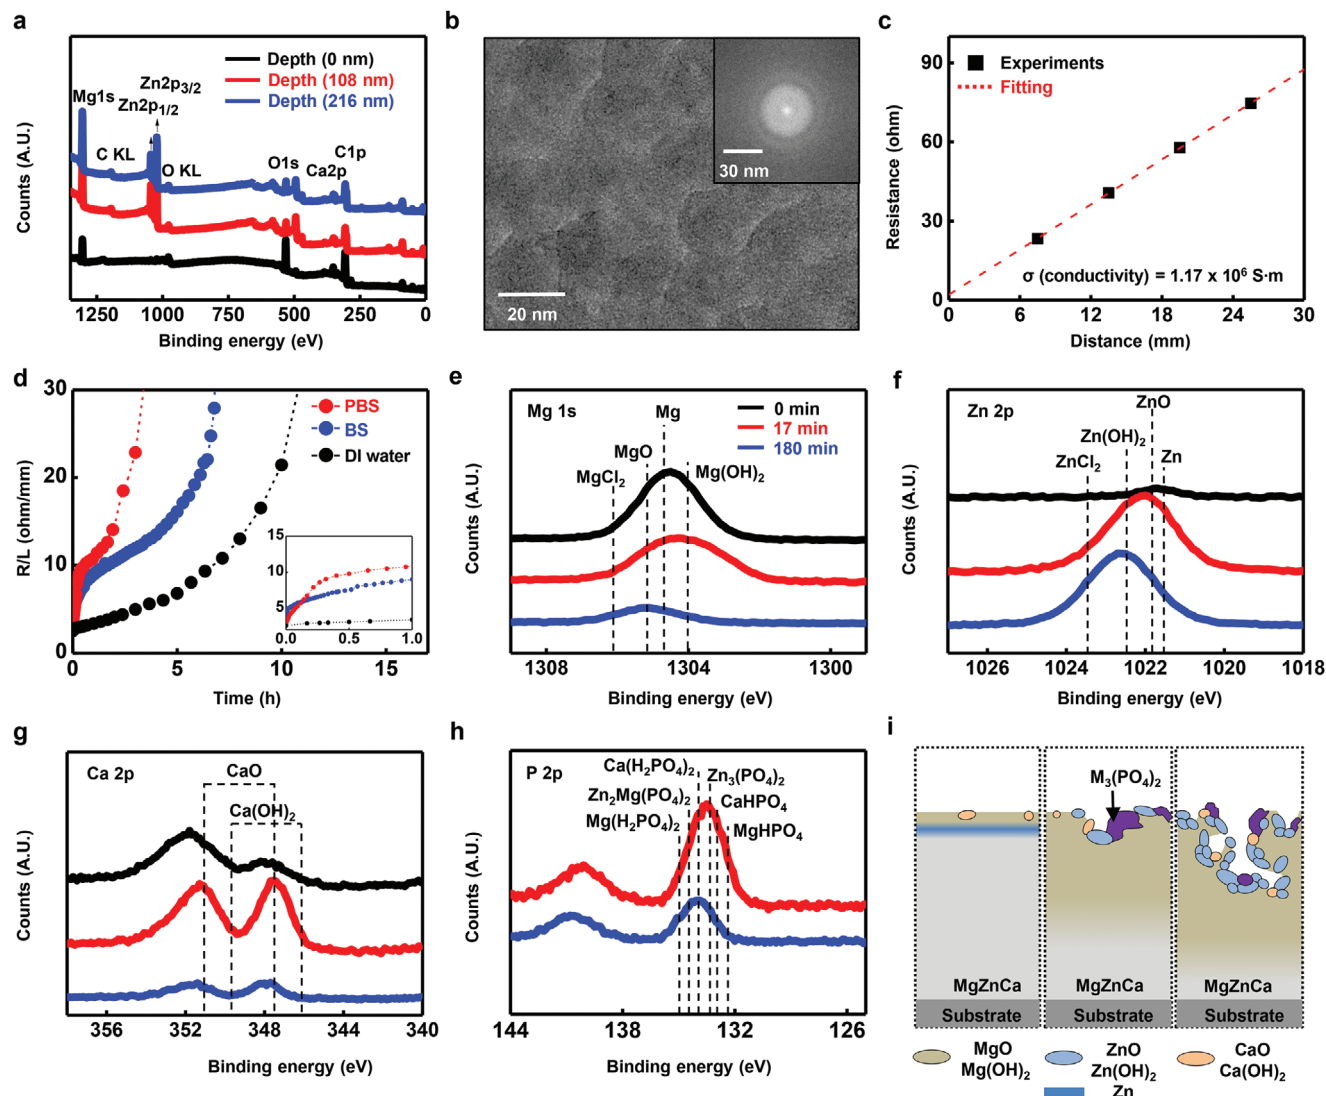 a
Depth (0 nm)
Depth (108 nm)
Depth (216 nm)
Mg1s
Zn2p3/2
Zn2p1/2
C KL
O KL
O1s
C1p
Ca2p
Counts (A.U.)
1250 1000 750 500 250 0
Binding energy (eV)
b
30 nm
20 nm
c
90
60
30
0
Experiments
Fitting
σ (conductivity) = 1.17 x 10⁶ S·m
Resistance (ohm)
0 6 12 18 24 30
Distance (mm)
d
30
20
10
0
PBS
BS
DI water
15
10
5
0.0 0.5 1.0
R/L (ohm/mm)
0 5 10 15
Time (h)
e
Mg 1s
0 min
17 min
180 min
Mg
MgO
MgCl₂
Mg(OH)₂
Counts (A.U.)
1308 1304 1300
Binding energy (eV)
f
Zn 2p
ZnO
Zn(OH)₂
ZnCl₂
Zn
Counts (A.U.)
1026 1024 1022 1020 1018
Binding energy (eV)
g
Ca 2p
CaO
Ca(OH)₂
Counts (A.U.)
356 352 348 344 340
Binding energy (eV)
h
P 2p
Ca(H₂PO₄)₂
Zn₃(PO₄)₂
Zn₂Mg(PO₄)₂
CaHPO₄
Mg(H₂PO₄)₂
MgHPO₄
Counts (A.U.)
144 138 132 126
Binding energy (eV)
i
M₃(PO₄)₂
MgZnCa MgZnCa MgZnCa
Substrate Substrate Substrate
MgO
Mg(OH)₂
ZnO
Zn(OH)₂
CaO
Ca(OH)₂
Zn